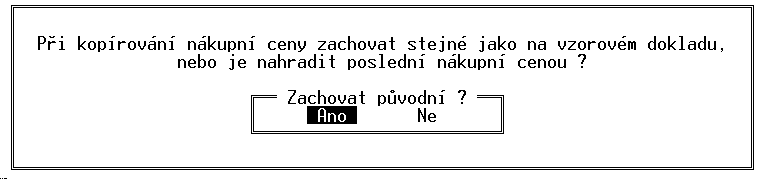 Při kopírování nákupní ceny zachovat stejné jako na vzorovém dokladu,
nebo je nahradit poslední nákupní cenou ?
Zachovat původní ?
Ano Ne